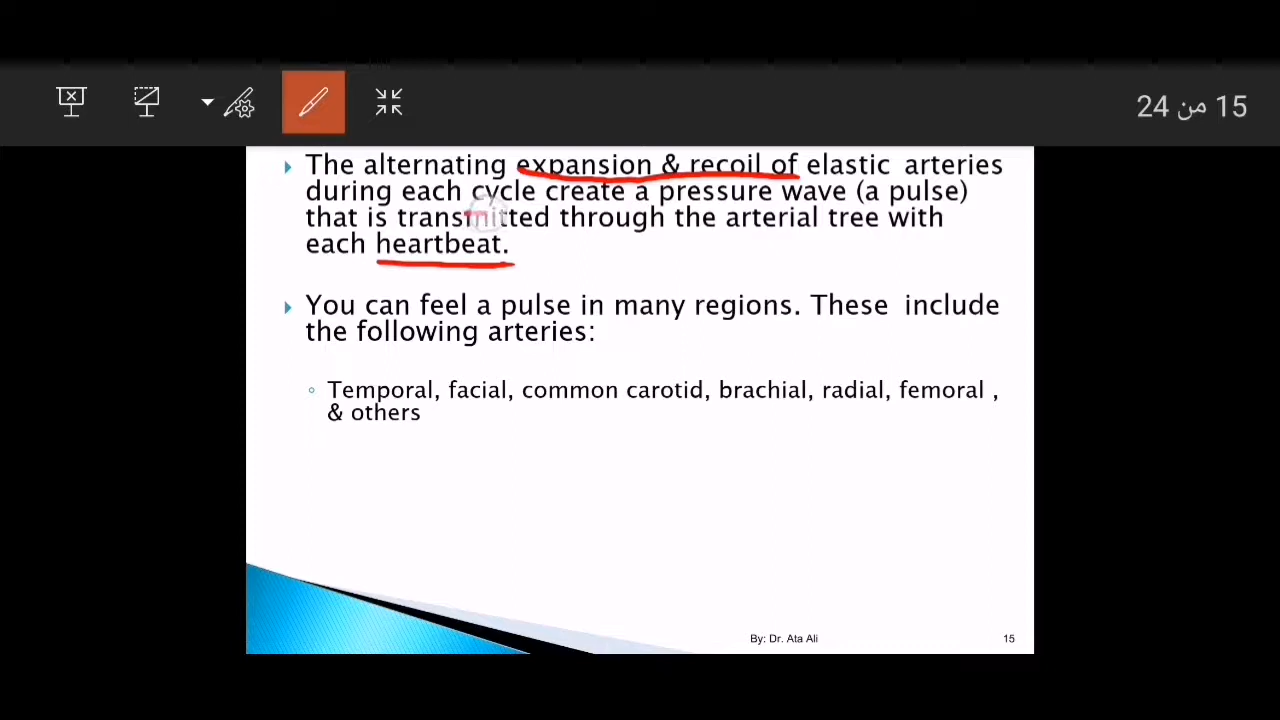 15 من 24
The alternating expansion & recoil of elastic arteries
during each cycle create a pressure wave (a pulse)
that is transmitted through the arterial tree with
each heartbeat.
You can feel a pulse in many regions. These include
the following arteries:
Temporal, facial, common carotid, brachial, radial, femoral ,
& others
By: Dr. Ata Ali
15